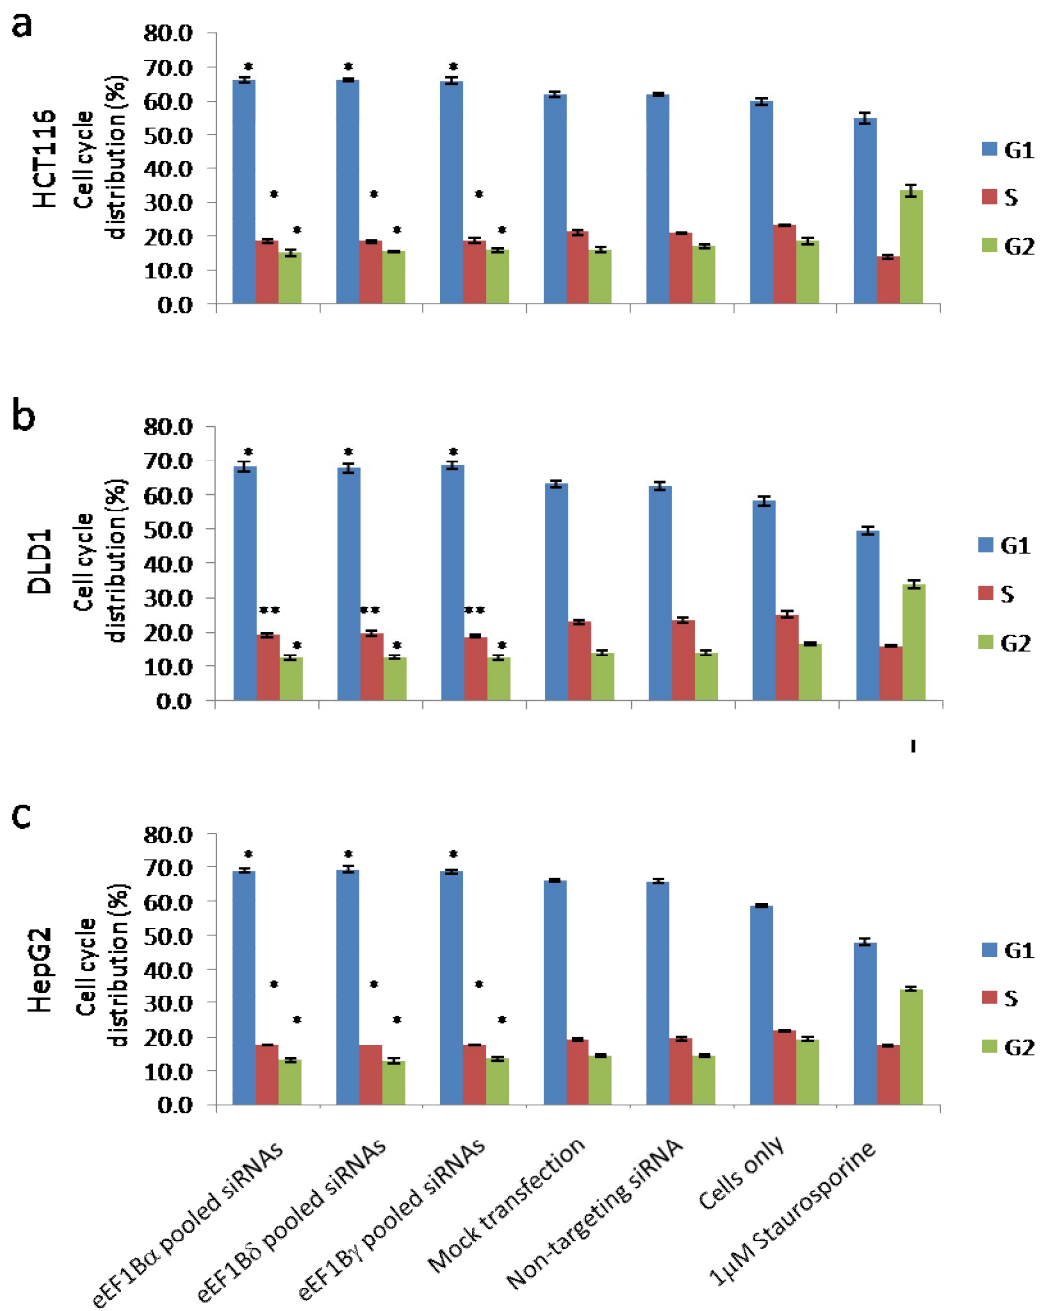 a
HCT116
Cell cycle
distribution (%)
80.0
70.0
60.0
50.0
40.0
30.0
20.0
10.0
0.0
* * *
* * *
* * *
G1
S
G2
b
DLD1
Cell cycle
distribution (%)
80.0
70.0
60.0
50.0
40.0
30.0
20.0
10.0
0.0
* * *
** ** **
* * *
G1
S
G2
c
HepG2
Cell cycle
distribution (%)
80.0
70.0
60.0
50.0
40.0
30.0
20.0
10.0
0.0
* * *
* * *
* * *
G1
S
G2
eEF1Bα pooled siRNAs
eEF1Bδ pooled siRNAs
eEF1Bγ pooled siRNAs
Mock transfection
Non-targeting siRNA
Cells only
1µM Staurosporine